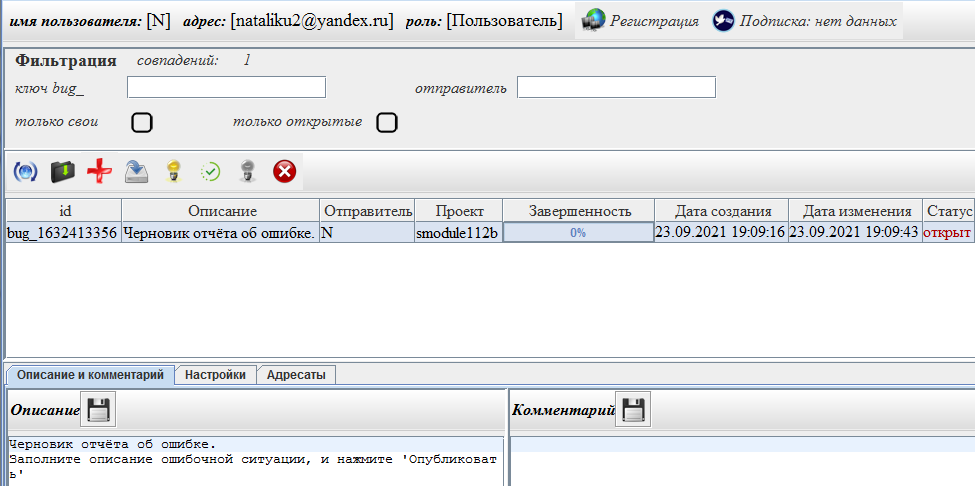 имя пользователя: [N] адрес: [nataliku2@yandex.ru] роль: [Пользователь] Регистрация Подписка: нет данных
Фильтрация совпадений: 1
ключ bug_ отправитель
только свои только открытые
id Описание Отправитель Проект Завершенность Дата создания Дата изменения Статус
bug_1632413356 Черновик отчёта об ошибке. N smodule112b 0% 23.09.2021 19:09:16 23.09.2021 19:09:43 открыт
Описание и комментарий Настройки Адресаты
Описание Комментарий
Черновик отчёта об ошибке.
Заполните описание ошибочной ситуации, и нажмите 'Опубликоват
ь'